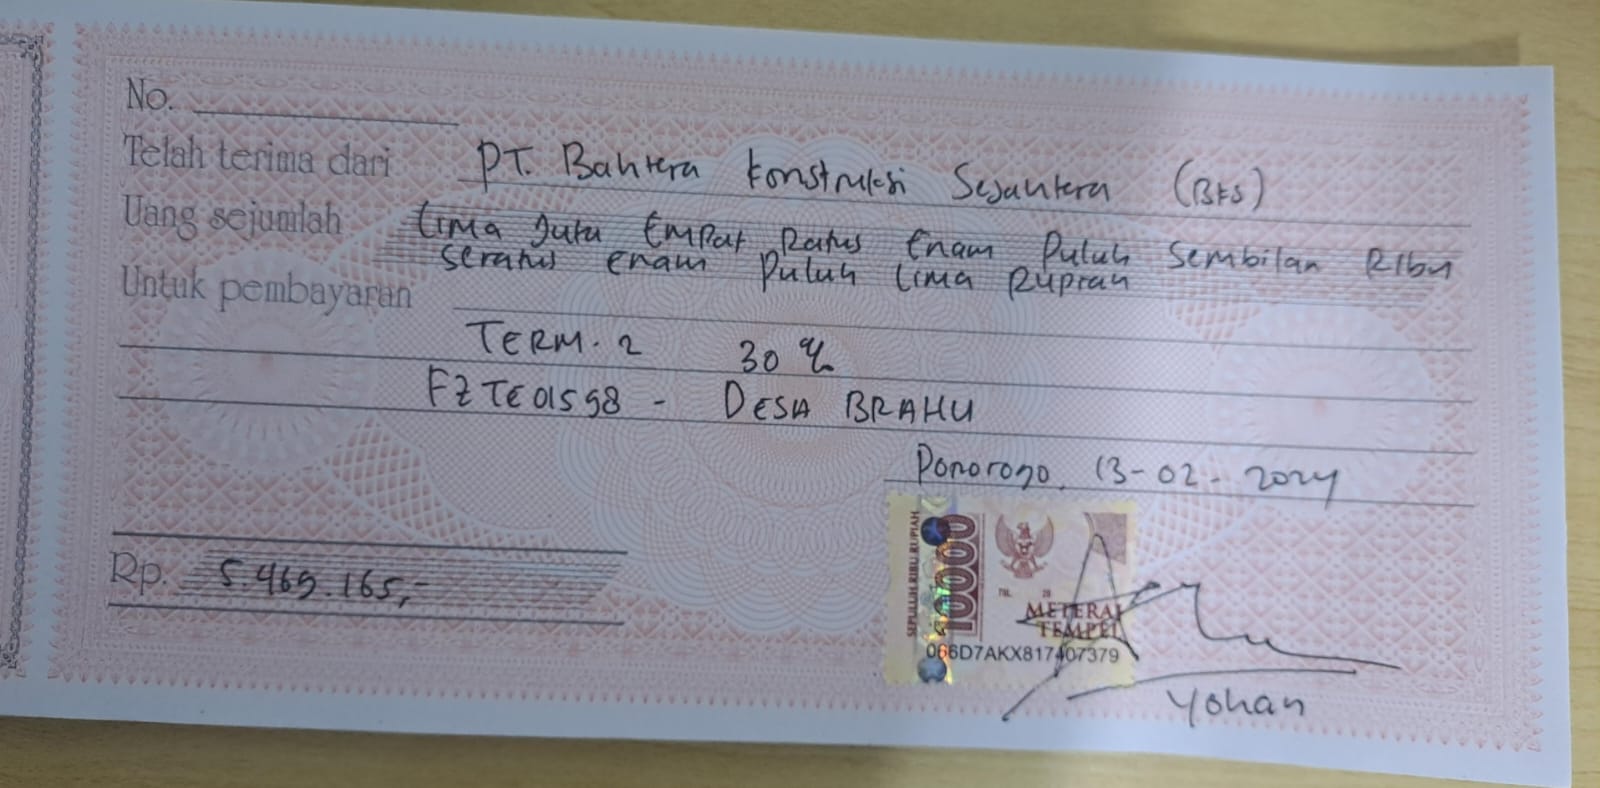 No.
Telah terima dari PT. Bahtera Konstruksi Sejahtera (BKS)
Uang sejumlah Lima Juta Empat Ratus Enam Puluh Sembilan Ribu
Seratus enam Puluh Lima Rupiah
Untuk pembayaran
TERM. 2 30 %
FZTE01598 - DESA BRAHU
Ponorogo, 13-02-2024
Rp. 5.469.165,-
SEPULUH RIBU RUPIAH
10000
TGL. 20
METERAI
TEMPEL
066D7AKX817407379
Yohan